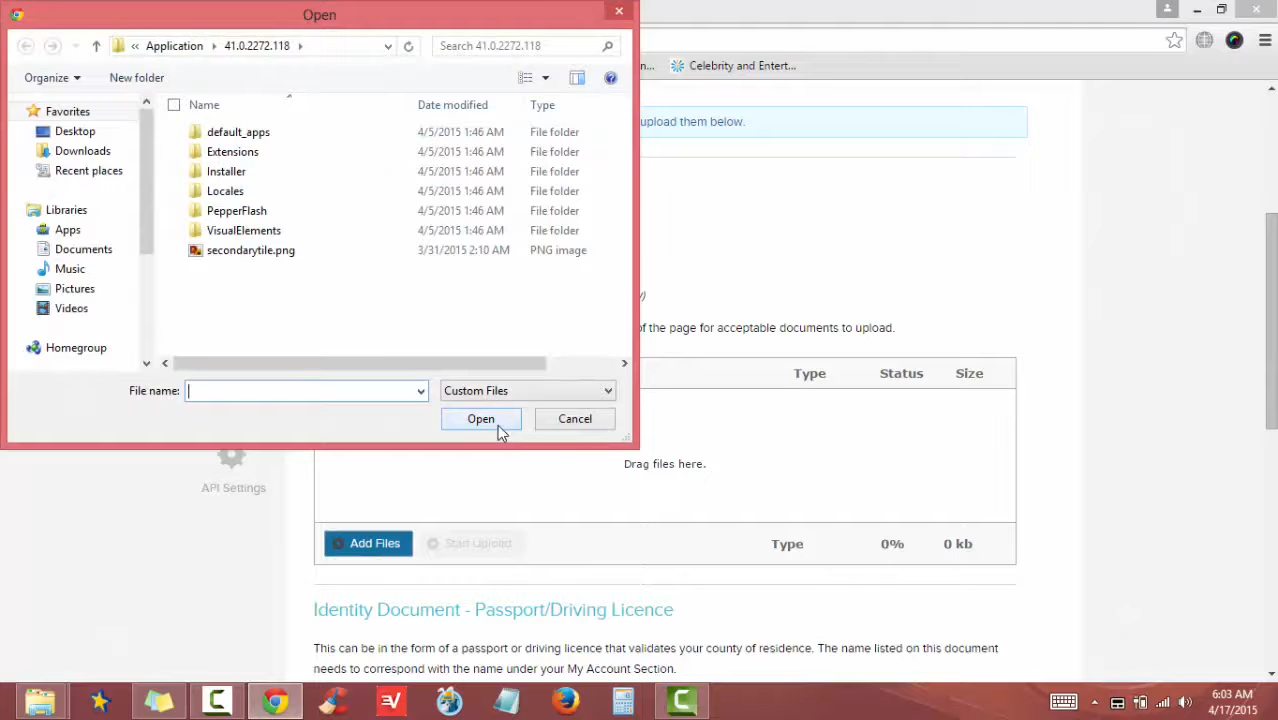 Open
Application
41.0.2272.118
Search 41.0.2272.118
Organize
New folder
Favorites
Desktop
Downloads
Recent places
Libraries
Apps
Documents
Music
Pictures
Videos
Homegroup
Name Date modified Type
default_apps 4/5/2015 1:46 AM File folder
Extensions 4/5/2015 1:46 AM File folder
Installer 4/5/2015 1:46 AM File folder
Locales 4/5/2015 1:46 AM File folder
PepperFlash 4/5/2015 1:46 AM File folder
VisualElements 4/5/2015 1:46 AM File folder
secondarytile.png 3/31/2015 2:10 AM PNG image
File name:
Custom Files
Open Cancel
n... Celebrity and Entert...
upload them below.
of the page for acceptable documents to upload.
Type Status Size
Drag files here.
API Settings
Add Files Start Upload Type 0% 0 kb
Identity Document - Passport/Driving Licence
This can be in the form of a passport or driving licence that validates your county of residence. The name listed on this document
needs to correspond with the name under your My Account Section.
6:03 AM
4/17/2015